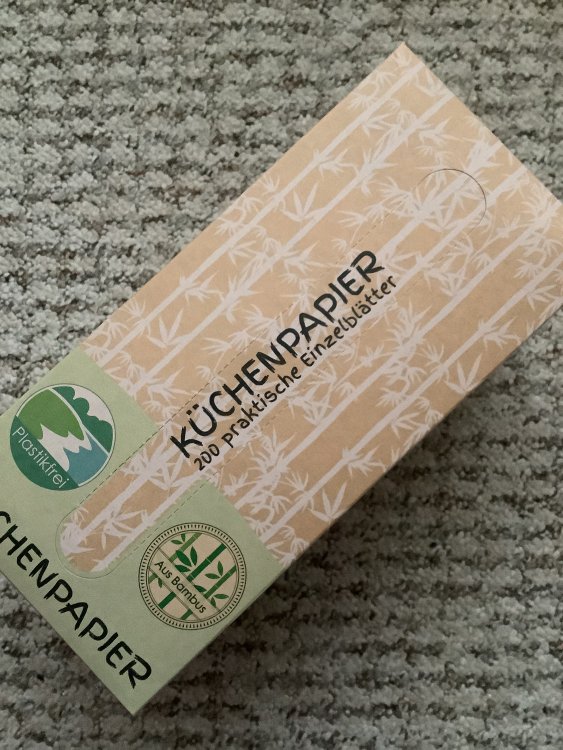 KÜCHENPAPIER
200 praktische Einzelblätter
Plastikfrei
Aus Bambus
CHENPAPIER